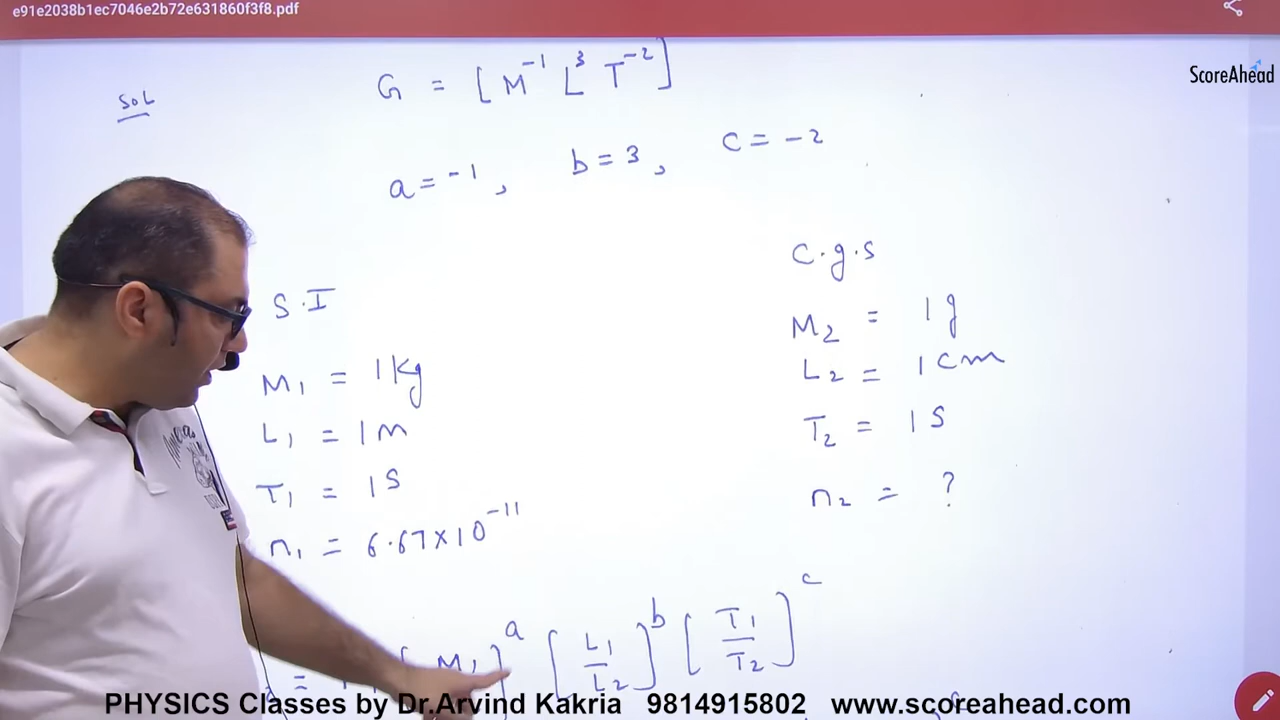 e91e2038b1ec7046e2b72e631860f3f8.pdf
ScoreAhead
SOL
G = [M⁻¹ L³ T⁻²]
a = -1, b = 3, c = -2
S.I
C.g.s
M₁ = 1Kg
M₂ = 1g
L₁ = 1m
L₂ = 1cm
T₁ = 1S
T₂ = 1S
n₁ = 6.67×10⁻¹¹
n₂ = ?
= [M₁ ]ᵃ [L₁/L₂]ᵇ [T₁/T₂]ᶜ
PHYSICS Classes by Dr.Arvind Kakria 9814915802 www.scoreahead.com